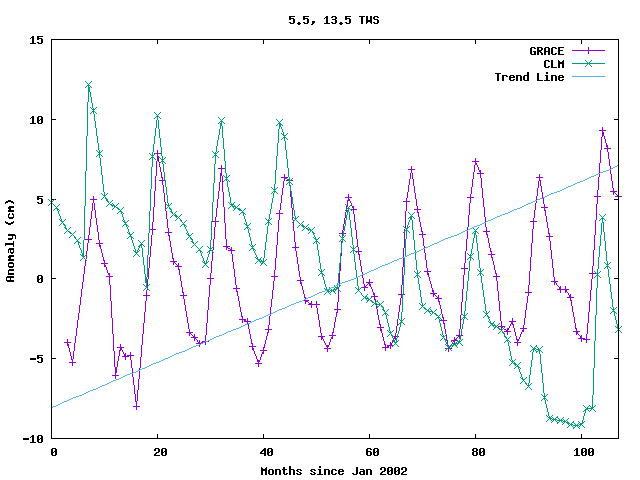 5.5, 13.5 TWS
GRACE
CLM
Trend Line
15
10
5
0
-5
-10
Anomaly (cm)
0 20 40 60 80 100
Months since Jan 2002